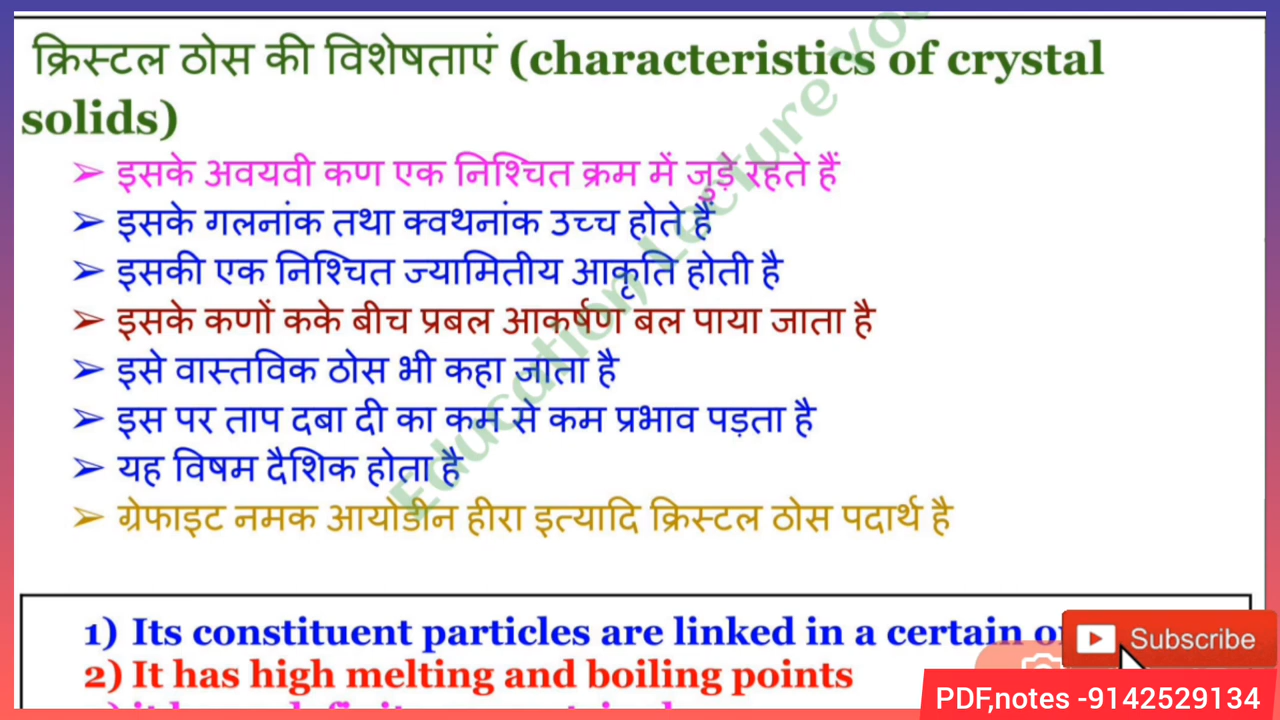 क्रिस्टल ठोस की विशेषताएं (characteristics of crystal
solids)
➢ इसके अवयवी कण एक निश्चित क्रम में जुड़े रहते हैं
➢ इसके गलनांक तथा क्वथनांक उच्च होते हैं
➢ इसकी एक निश्चित ज्यामितीय आकृति होती है
➢ इसके कणों कके बीच प्रबल आकर्षण बल पाया जाता है
➢ इसे वास्तविक ठोस भी कहा जाता है
➢ इस पर ताप दबा दी का कम से कम प्रभाव पड़ता है
➢ यह विषम दैशिक होता है
➢ ग्रेफाइट नमक आयोडीन हीरा इत्यादि क्रिस्टल ठोस पदार्थ है
Education Lecture
1) Its constituent particles are linked in a certain
Subscribe
2) It has high melting and boiling points
PDF,notes -9142529134